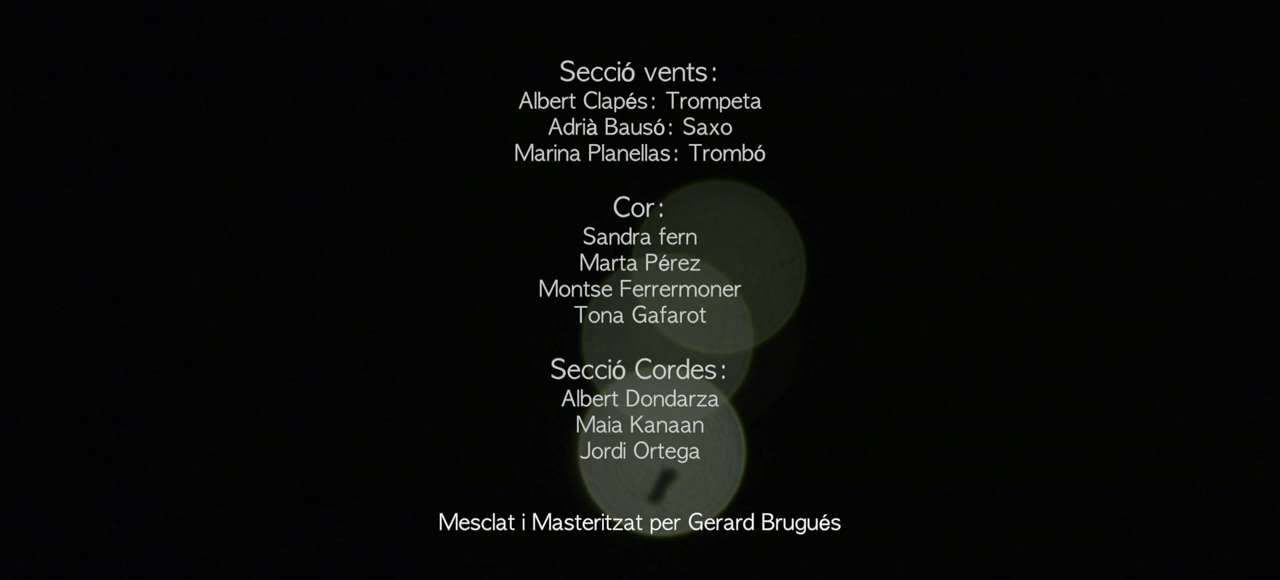 Secció vents:
Albert Clapés: Trompeta
Adrià Bausó: Saxo
Marina Planellas: Trombó
Cor:
Sandra fern
Marta Pérez
Montse Ferrermoner
Tona Gafarot
Secció Cordes:
Albert Dondarza
Maia Kanaan
Jordi Ortega
Mesclat i Masteritzat per Gerard Brugués